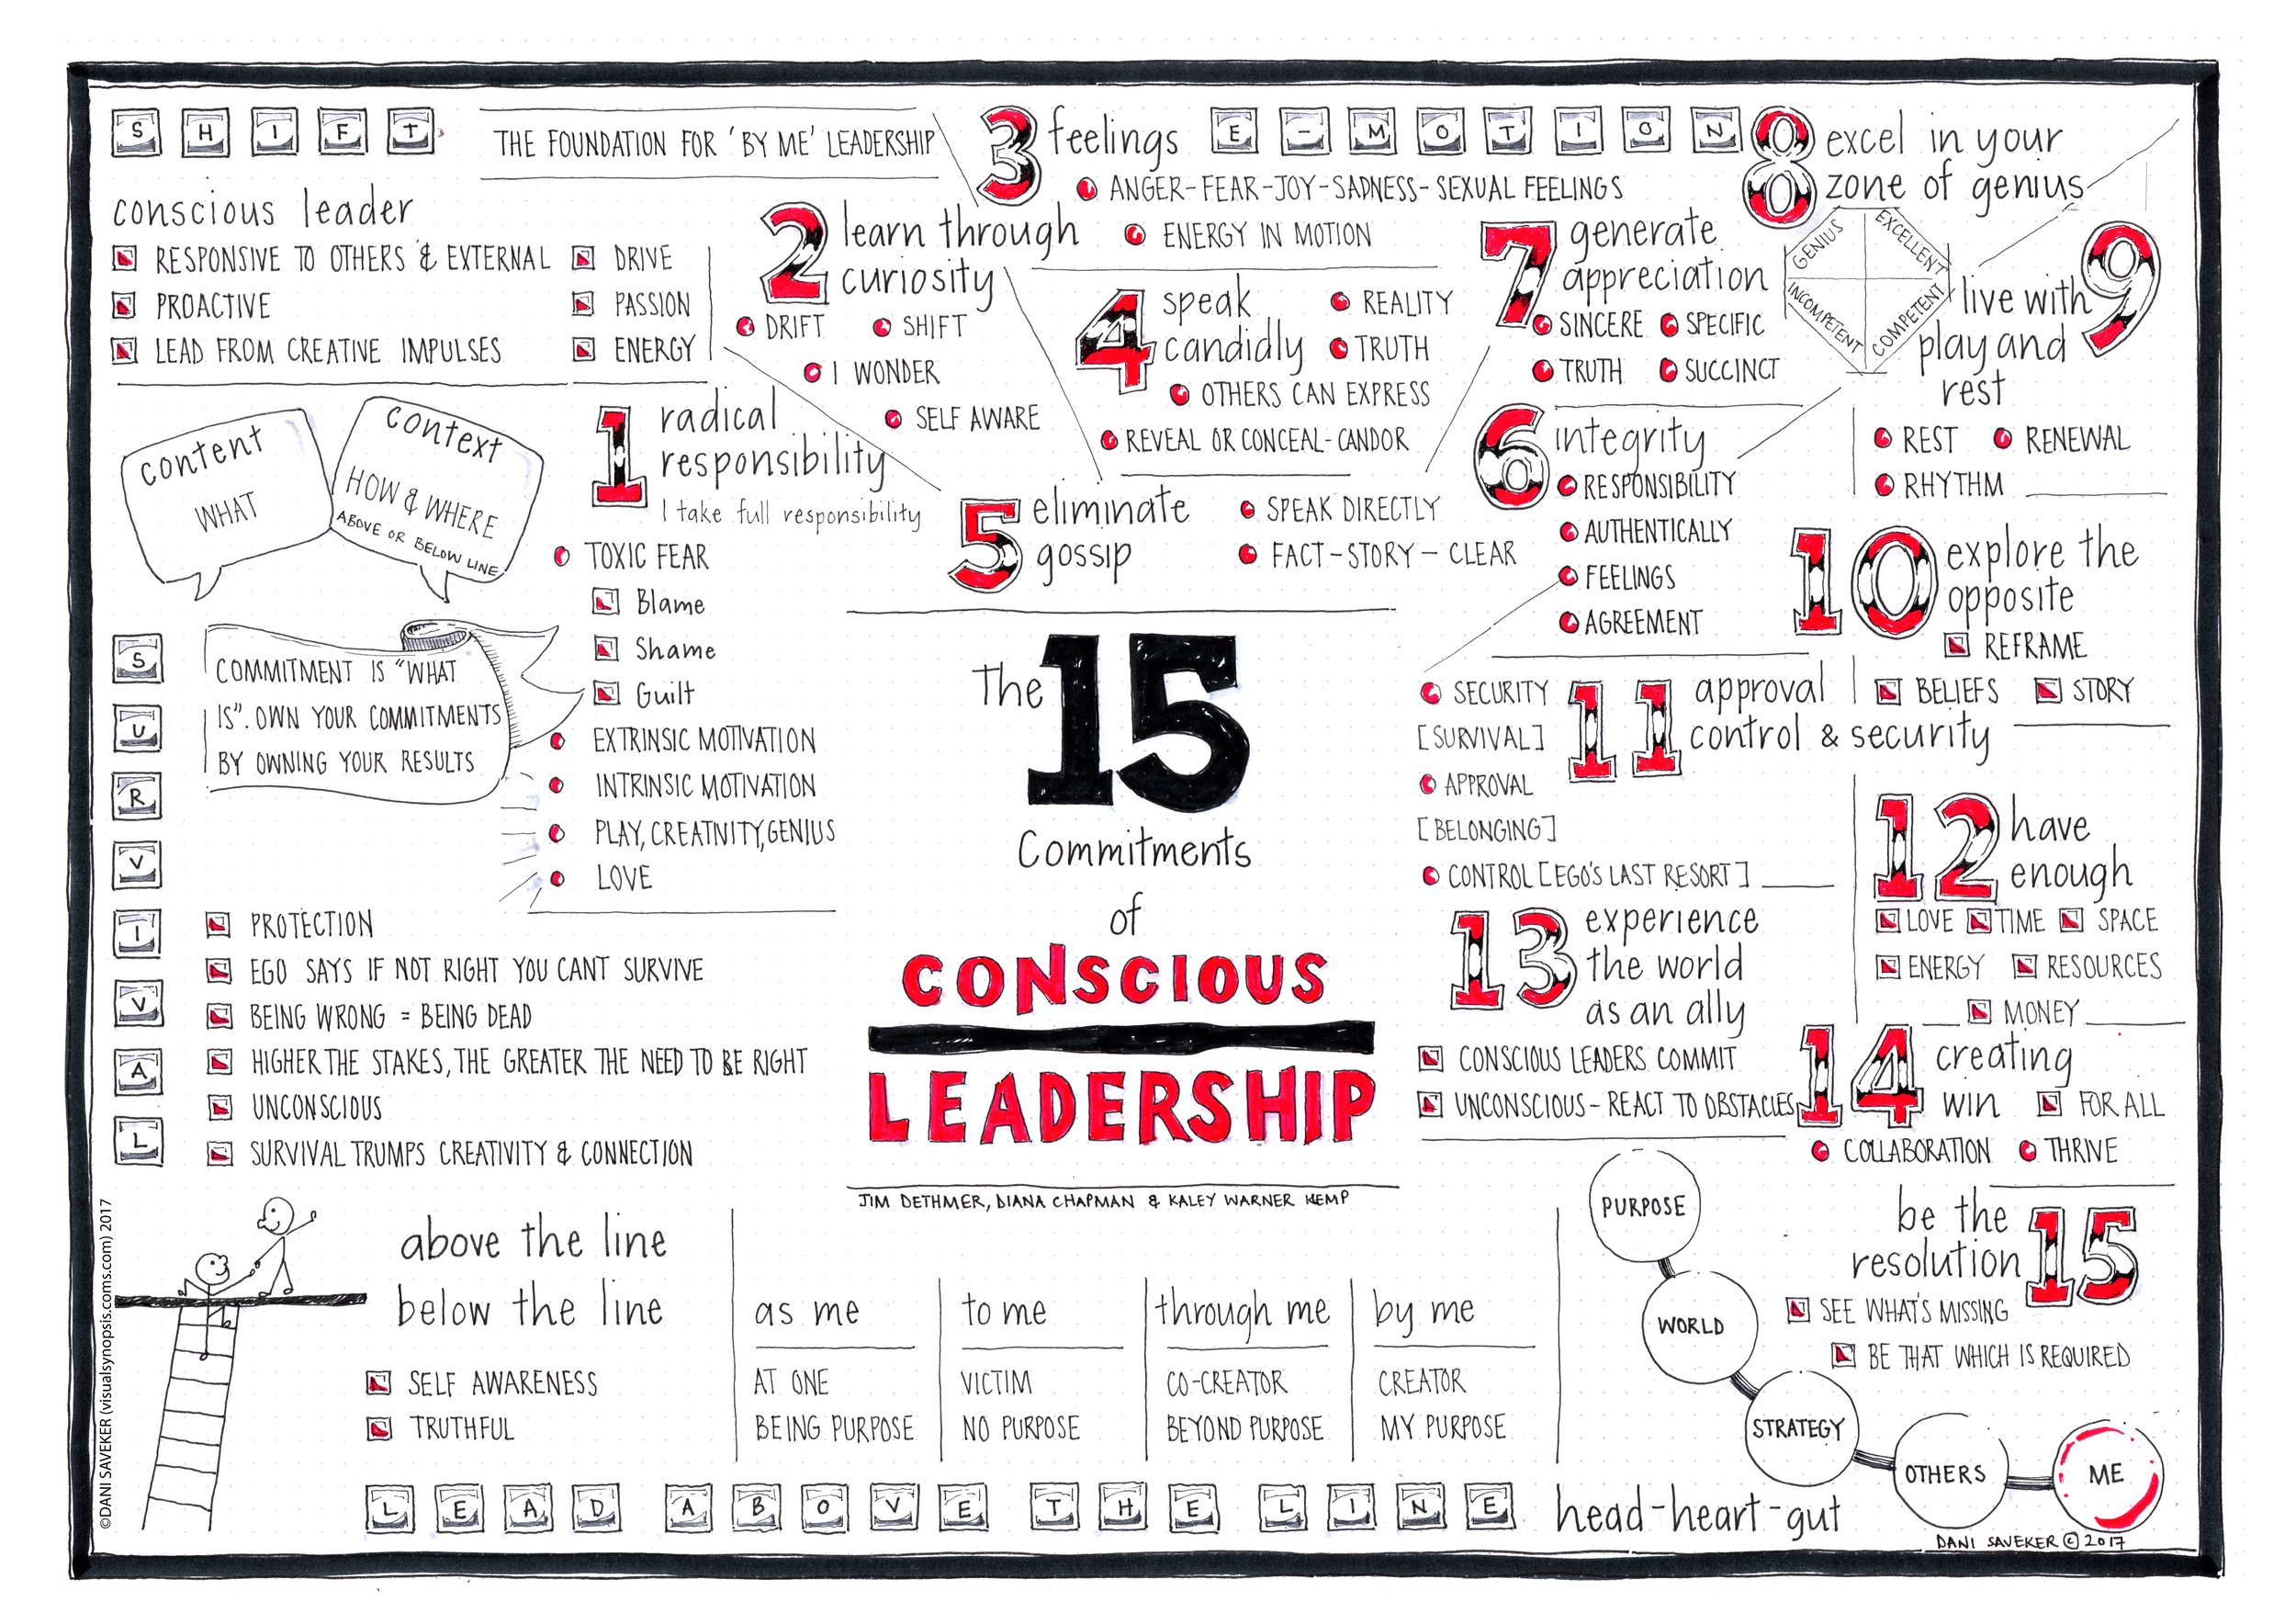 SHIFT
THE FOUNDATION FOR 'BY ME' LEADERSHIP
conscious leader
RESPONSIVE TO OTHERS & EXTERNAL
PROACTIVE
LEAD FROM CREATIVE IMPULSES
DRIVE
PASSION
ENERGY
content
WHAT
context
HOW & WHERE
ABOVE OR BELOW LINE
COMMITMENT IS "WHAT
IS". OWN YOUR COMMITMENTS
BY OWNING YOUR RESULTS
SURVIVAL
PROTECTION
EGO SAYS IF NOT RIGHT YOU CANT SURVIVE
BEING WRONG = BEING DEAD
HIGHER THE STAKES, THE GREATER THE NEED TO BE RIGHT
UNCONSCIOUS
SURVIVAL TRUMPS CREATIVITY & CONNECTION
1 radical
responsibility
I take full responsibility
TOXIC FEAR
Blame
Shame
Guilt
EXTRINSIC MOTIVATION
INTRINSIC MOTIVATION
PLAY, CREATIVITY, GENIUS
LOVE
2 learn through
curiosity
DRIFT
SHIFT
I WONDER
SELF AWARE
3 feelings
E-MOTION
ANGER-FEAR-JOY-SADNESS-SEXUAL FEELINGS
ENERGY IN MOTION
4 speak
candidly
REALITY
TRUTH
OTHERS CAN EXPRESS
REVEAL OR CONCEAL-CANDOR
5 eliminate
gossip
SPEAK DIRECTLY
FACT-STORY-CLEAR
6 integrity
RESPONSIBILITY
AUTHENTICALLY
FEELINGS
AGREEMENT
7 generate
appreciation
SINCERE
SPECIFIC
TRUTH
SUCCINCT
8 excel in your
zone of genius
GENIUS
EXCELLENT
INCOMPETENT
COMPETENT
9
live with
play and
rest
REST
RENEWAL
RHYTHM
10 explore the
opposite
REFRAME
BELIEFS
STORY
11 approval
control & security
SECURITY
[SURVIVAL]
APPROVAL
[BELONGING]
CONTROL [EGO'S LAST RESORT]
12 have
enough
LOVE
TIME
SPACE
ENERGY
RESOURCES
MONEY
13 experience
the world
as an ally
CONSCIOUS LEADERS COMMIT
UNCONSCIOUS-REACT TO OBSTACLES
14 creating
win
FOR ALL
COLLABORATION
THRIVE
be the
resolution 15
SEE WHAT'S MISSING
BE THAT WHICH IS REQUIRED
PURPOSE
WORLD
STRATEGY
OTHERS
ME
head-heart-gut
The 15
Commitments
of
CONSCIOUS
LEADERSHIP
JIM DETHMER, DIANA CHAPMAN & KALEY WARNER KEMP
above the line
below the line
SELF AWARENESS
TRUTHFUL
as me
AT ONE
BEING PURPOSE
to me
VICTIM
NO PURPOSE
through me
CO-CREATOR
BEYOND PURPOSE
by me
CREATOR
MY PURPOSE
LEAD ABOVE THE LINE
DANI SAVEKER © 2017
©DANI SAVEKER (visualsynopsis.coms.com) 2017